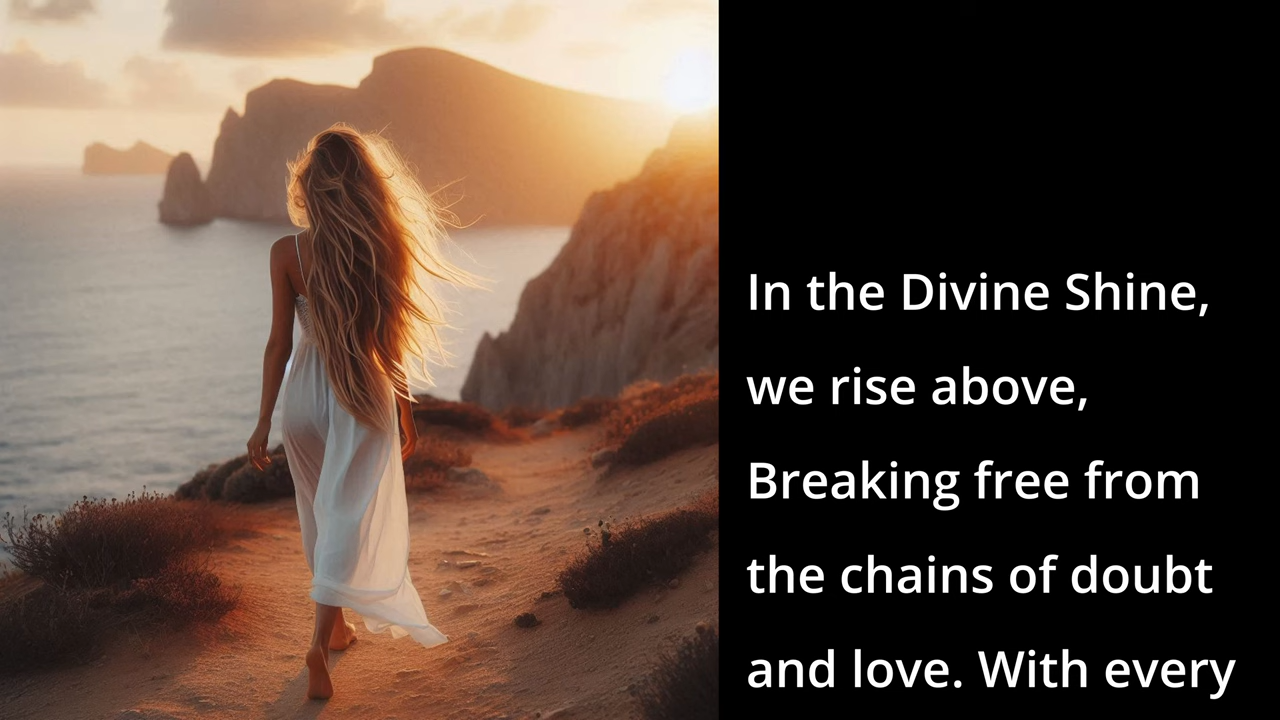 In the Divine Shine,
we rise above,
Breaking free from
the chains of doubt
and love. With every